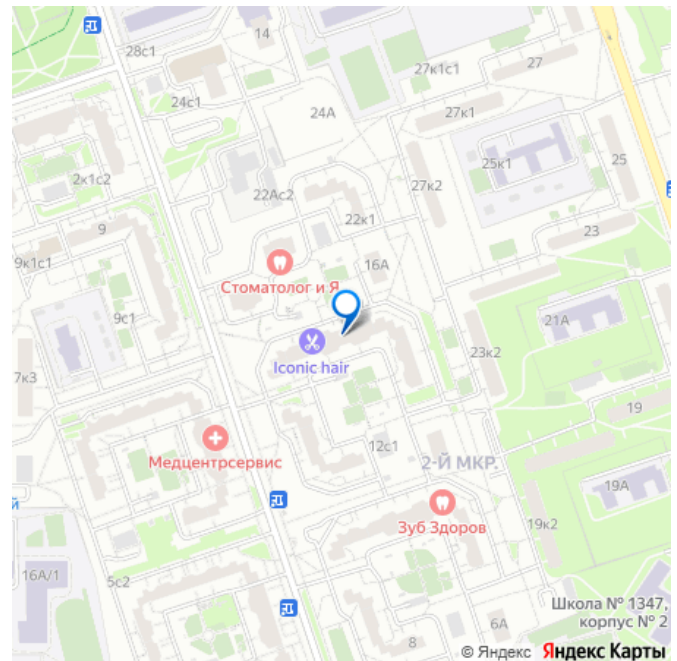 14
28с1
27к1с1
27
24с1
24А
27к1
25к1
25
2к1с2
22Ас2
27к2
22к1
9
23
9к1с1
16А
Стоматолог и Я
9с1
21А
Iconic hair
23к2
7к3
19
12с1
2-Й МКР.
Медцентрсервис
19А
й
Зуб Здоров
19к2
16А/1
5с2
Школа № 1347,
корпус № 2
6А
8
© Яндекс Яндекс Карты